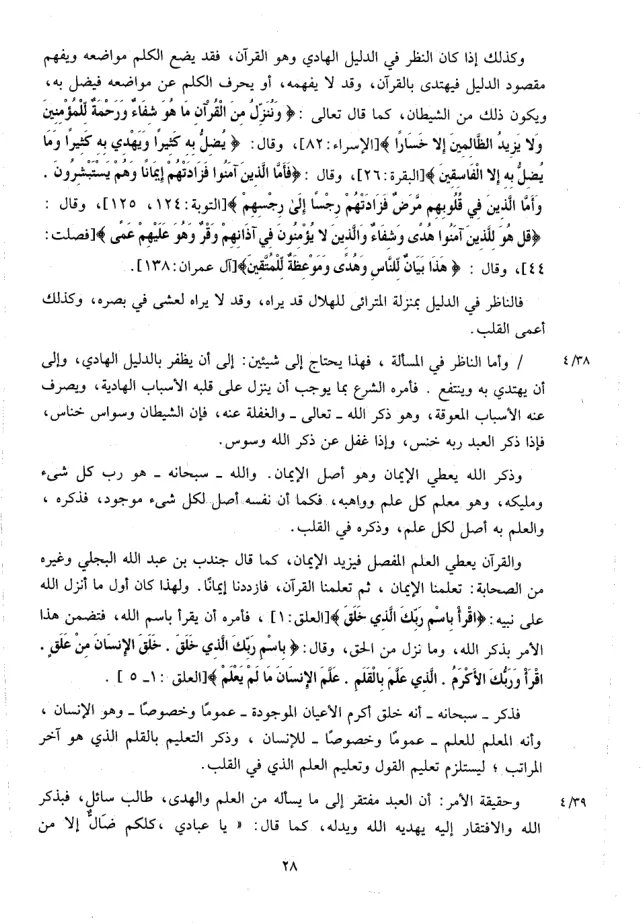 وكذلك إذا كان النظر في الدليل الهادي وهو القرآن، فقد يضع الكلم مواضعه ويفهم
مقصود الدليل فيهتدى بالقرآن، وقد لا يفهمه، أو يحرف الكلم عن مواضعه فيضل به،
ويكون ذلك من الشيطان، كما قال تعالى :﴿ وَنُنَزِّلُ مِنَ الْقُرْآنِ مَا هُوَ شِفَاءٌ وَرَحْمَةٌ لِّلْمُؤْمِنِينَ
وَلا يَزِيدُ الظَّالِمِينَ إِلا خَسَارًا ﴾[الإسراء:٨٢]، وقال: ﴿ يُضِلُّ بِهِ كَثِيرًا وَيَهْدِي بِهِ كَثِيرًا وَمَا
يُضِلُّ بِهِ إِلا الْفَاسِقِينَ ﴾[البقرة:٢٦]، وقال :﴿فَأَمَّا الَّذِينَ آمَنُوا فَزَادَتْهُمْ إِيمَانًا وَهُمْ يَسْتَبْشِرُونَ .
وَأَمَّا الَّذِينَ فِي قُلُوبِهِم مَّرَضٌ فَزَادَتْهُمْ رِجْسًا إِلَىٰ رِجْسِهِمْ ﴾[التوبة:١٢٤، ١٢٥]، وقال :
﴿قل هُوَ لِلَّذِينَ آمَنُوا هُدًى وَشِفَاءٌ وَالَّذِينَ لا يُؤْمِنُونَ فِي آذَانِهِمْ وَقْرٌ وَهُوَ عَلَيْهِمْ عَمًى ﴾[فصلت:
٤٤]، وقال : ﴿ هَذَا بَيَانٌ لِّلنَّاسِ وَهُدًى وَمَوْعِظَةٌ لِّلْمُتَّقِينَ﴾[آل عمران:١٣٨].
فالناظر في الدليل بمنزلة المترائى للهلال قد يراه، وقد لا يراه لعشى في بصره، وكذلك
أعمى القلب.
٤/٣٨ / وأما الناظر في المسألة ، فهذا يحتاج إلى شيئين: إلى أن يظفر بالدليل الهادي، وإلى
أن يهتدي به وينتفع . فأمره الشرع بما يوجب أن ينزل على قلبه الأسباب الهادية، ويصرف
عنه الأسباب المعوقة، وهو ذكر الله ـ تعالى ـ والغفلة عنه، فإن الشيطان وسواس خناس،
فإذا ذكر العبد ربه خنس، وإذا غفل عن ذكر الله وسوس.
وذكر الله يعطي الإيمان وهو أصل الإيمان. والله ـ سبحانه ـ هو رب كل شىء
ومليكه، وهو معلم كل علم وواهبه، فكما أن نفسه أصل لكل شىء موجود، فذكره ،
والعلم به أصل لكل علم، وذكره في القلب.
والقرآن يعطي العلم المفصل فيزيد الإيمان، كما قال جندب بن عبد الله البجلي وغيره
من الصحابة: تعلمنا الإيمان ، ثم تعلمنا القرآن، فازددنا إيمانًا. ولهذا كان أول ما أنزل الله
على نبيه:﴿اقْرَأْ بِاسْمِ رَبِّكَ الَّذِي خَلَقَ ﴾[العلق:١] ، فأمره أن يقرأ باسم الله، فتضمن هذا
الأمر بذكر الله، وما نزل من الحق، وقال:﴿ بِاسْمِ رَبِّكَ الَّذِي خَلَقَ . خَلَقَ الإِنسَانَ مِنْ عَلَقٍ .
اقْرَأْ وَرَبُّكَ الأَكْرَمُ . الَّذِي عَلَّمَ بِالْقَلَمِ . عَلَّمَ الإِنسَانَ مَا لَمْ يَعْلَمْ ﴾[العلق:١ـ ٥ ] .
فذكر ـ سبحانه ـ أنه خلق أكرم الأعيان الموجودة ـ عمومًا وخصوصًا ـ وهو الإنسان ،
وأنه المعلم للعلم ـ عمومًا وخصوصًا ـ للإنسان ، وذكر التعليم بالقلم الذي هو آخر
المراتب ؛ ليستلزم تعليم القول وتعليم العلم الذي في القلب.
٤/٣٩ وحقيقة الأمر: أن العبد مفتقر إلى ما يسأله من العلم والهدى، طالب سائل، فبذكر
الله والافتقار إليه يهديه الله ويدله، كما قال: « يا عبادي ،كلكم ضَالٌّ إلا من
٢٨